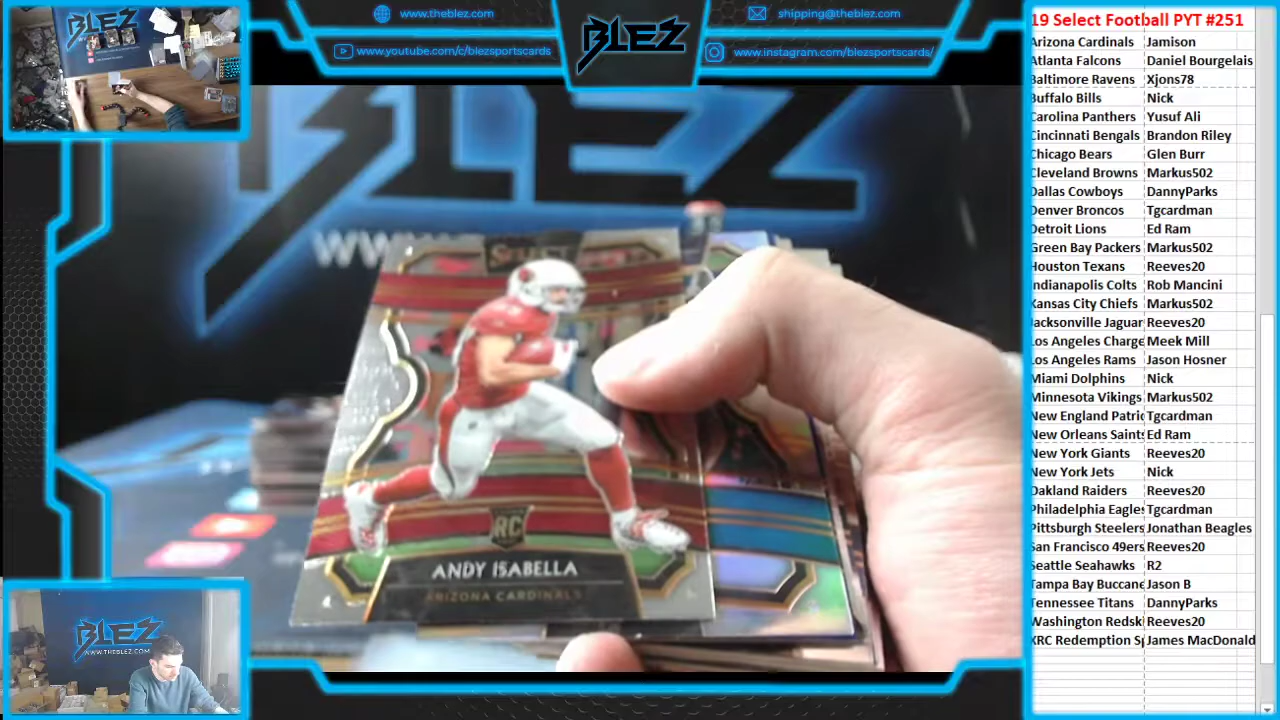 www.theblez.com
www.youtube.com/c/blezsportscards
BLEZ
shipping@theblez.com
www.instagram.com/blezsportscards/
BLEZ
WW
SELECT
RC
ANDY ISABELLA
ARIZONA CARDINALS
BLEZ
WWW.THEBLEZ.COM
19 Select Football PYT #251
Arizona Cardinals Jamison
Atlanta Falcons Daniel Bourgelais
Baltimore Ravens Xjons78
Buffalo Bills Nick
Carolina Panthers Yusuf Ali
Cincinnati Bengals Brandon Riley
Chicago Bears Glen Burr
Cleveland Browns Markus502
Dallas Cowboys DannyParks
Denver Broncos Tgcardman
Detroit Lions Ed Ram
Green Bay Packers Markus502
Houston Texans Reeves20
Indianapolis Colts Rob Mancini
Kansas City Chiefs Markus502
Jacksonville Jaguar Reeves20
Los Angeles Charge Meek Mill
Los Angeles Rams Jason Hosner
Miami Dolphins Nick
Minnesota Vikings Markus502
New England Patric Tgcardman
New Orleans Saints Ed Ram
New York Giants Reeves20
New York Jets Nick
Oakland Raiders Reeves20
Philadelphia Eagles Tgcardman
Pittsburgh Steelers Jonathan Beagles
San Francisco 49ers Reeves20
Seattle Seahawks R2
Tampa Bay Buccane Jason B
Tennessee Titans DannyParks
Washington Redski Reeves20
XRC Redemption Sp James MacDonald